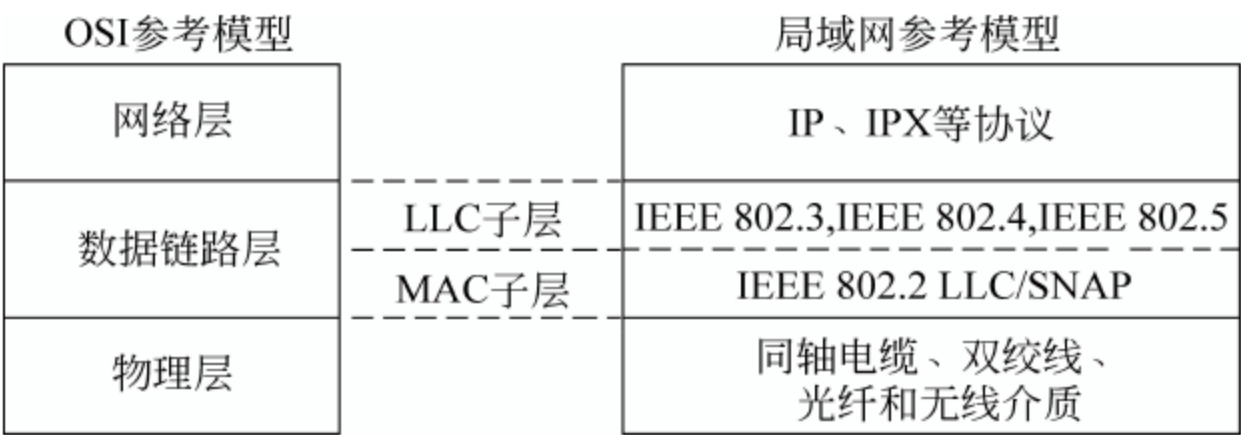 OSI参考模型
局域网参考模型
网络层
IP、IPX等协议
数据链路层
LLC子层
IEEE 802.3,IEEE 802.4,IEEE 802.5
MAC子层
IEEE 802.2 LLC/SNAP
物理层
同轴电缆、双绞线、
光纤和无线介质